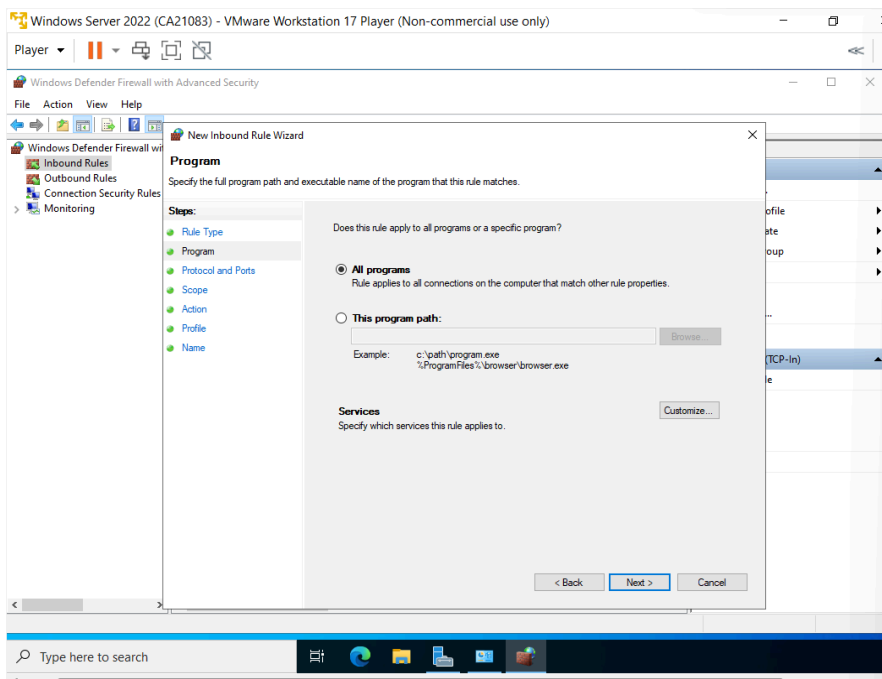 Windows Server 2022 (CA21083) - VMware Workstation 17 Player (Non-commercial use only)
Player
Windows Defender Firewall with Advanced Security
File Action View Help
New Inbound Rule Wizard
Windows Defender Firewall wi
Inbound Rules
Outbound Rules
Connection Security Rules
Monitoring
Program
Specify the full program path and executable name of the program that this rule matches.
Steps:
Rule Type
Program
Protocol and Ports
Scope
Action
Profile
Name
Does this rule apply to all programs or a specific program?
All programs
Rule applies to all connections on the computer that match other rule properties.
This program path:
Browse...
Example: c:\path\program.exe
%ProgramFiles%\browser\browser.exe
Services
Customize...
Specify which services this rule applies to.
< Back Next > Cancel
ofile
ate
oup
...
(TCP-In)
le
Type here to search